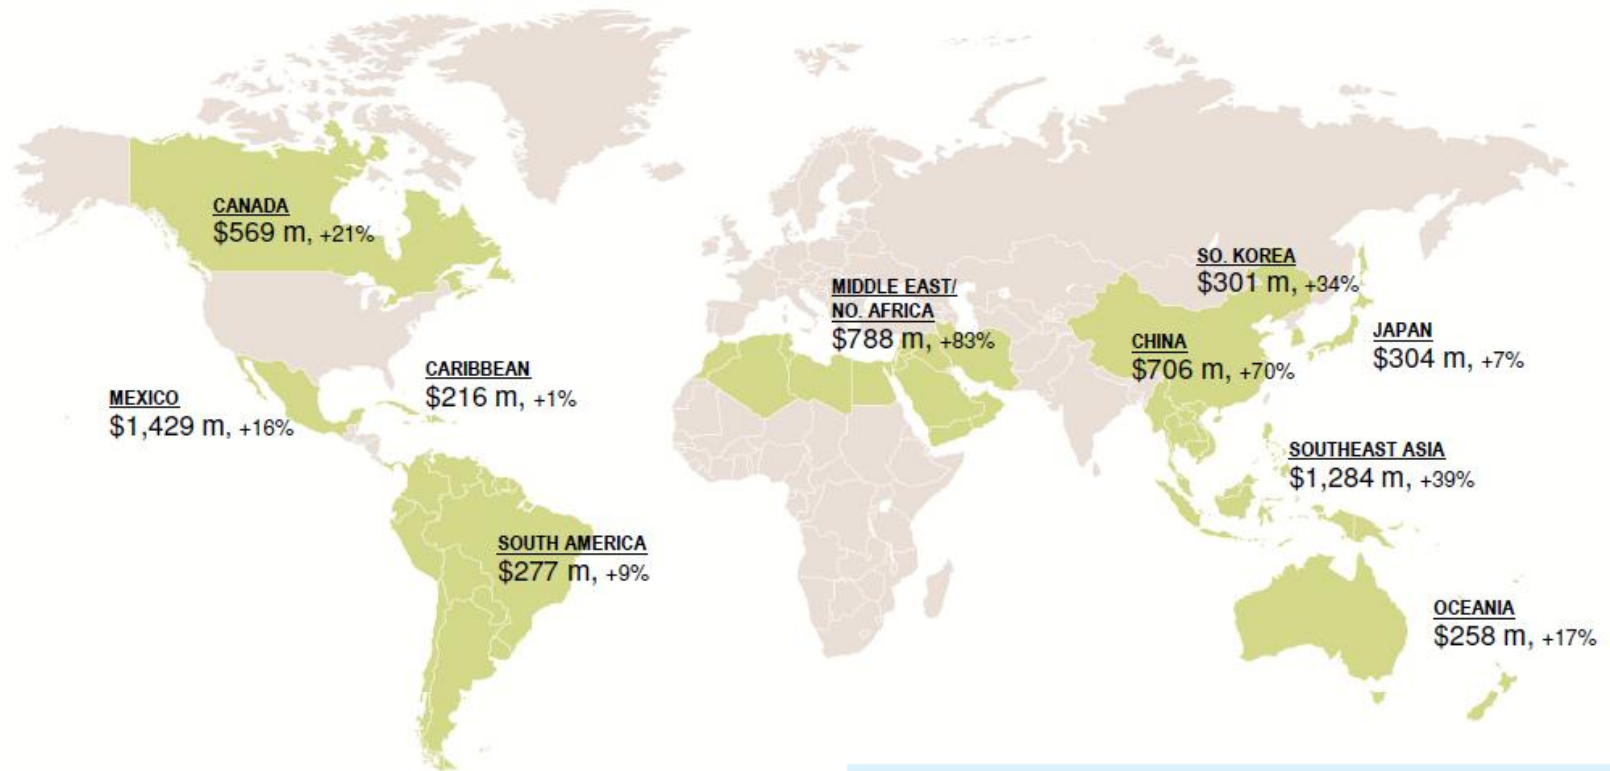 CANADA
$569 m, +21%
SO. KOREA
$301 m, +34%
MIDDLE EAST/
NO. AFRICA
$788 m, +83%
CHINA
$706 m, +70%
JAPAN
$304 m, +7%
CARIBBEAN
$216 m, +1%
MEXICO
$1,429 m, +16%
SOUTHEAST ASIA
$1,284 m, +39%
SOUTH AMERICA
$277 m, +9%
OCEANIA
$258 m, +17%